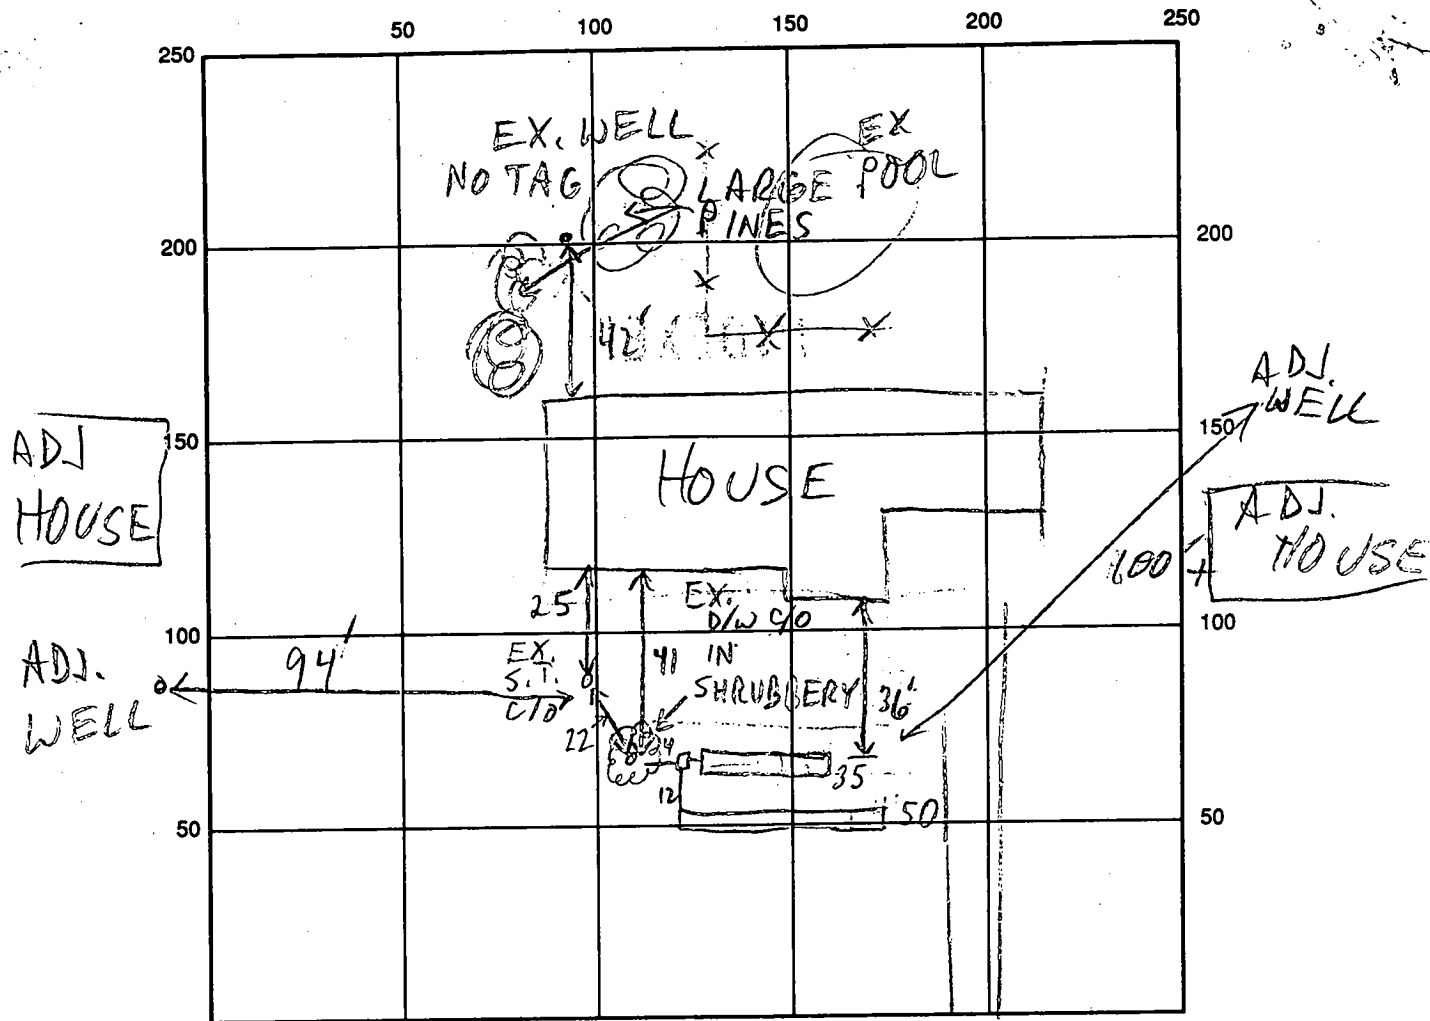 50 100 150 200 250
250
EX. WELL
NO TAG
LARGE
PINES
EX
POOL
200 200
42'
ADJ.
WELL
150 150
ADJ
HOUSE
HOUSE
ADJ.
HOUSE
100'+
25
EX.
D/W C/O
IN
SHRUBBERY
100 100
ADJ.
WELL
94'
EX.
S.T.
C/O
41
36'
22
4
35
12
50
50 50